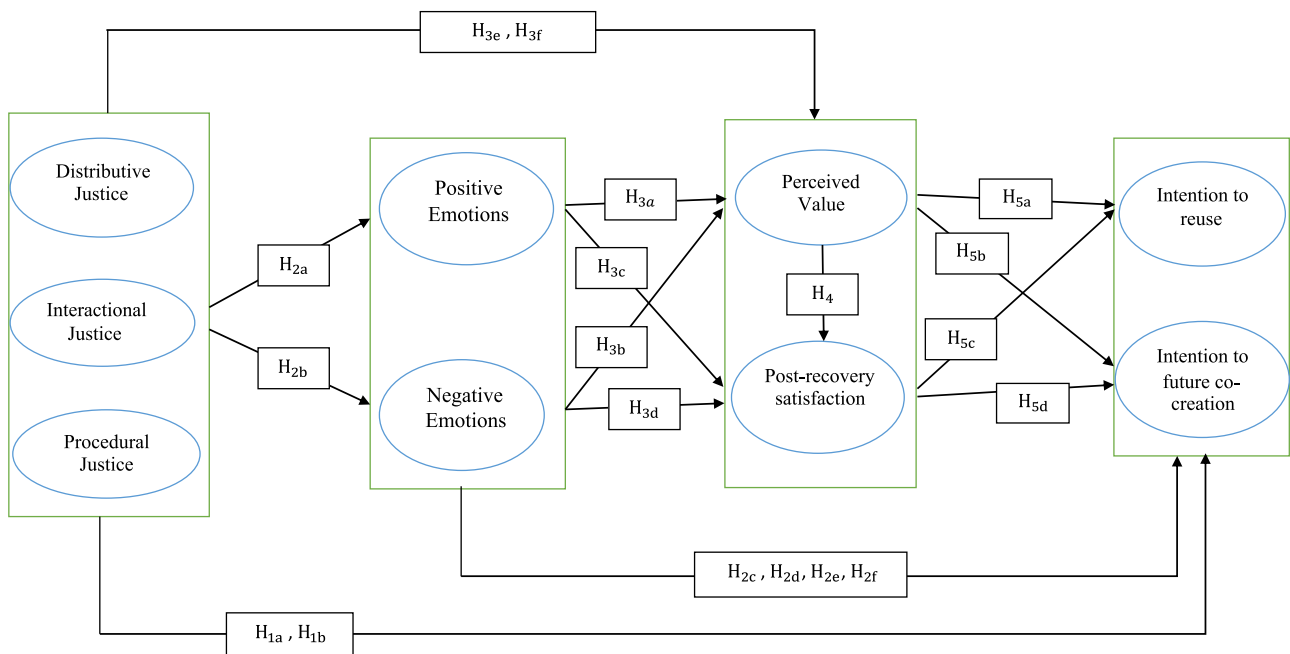 H3e , H3f
Distributive
Justice
Interactional
Justice
Procedural
Justice
H2a
H2b
Positive
Emotions
Negative
Emotions
H3a
H3c
H3b
H3d
Perceived
Value
H4
Post-recovery
satisfaction
H5a
H5b
H5c
H5d
Intention to
reuse
Intention to
future co-
creation
H2c , H2d, H2e, H2f
H1a , H1b